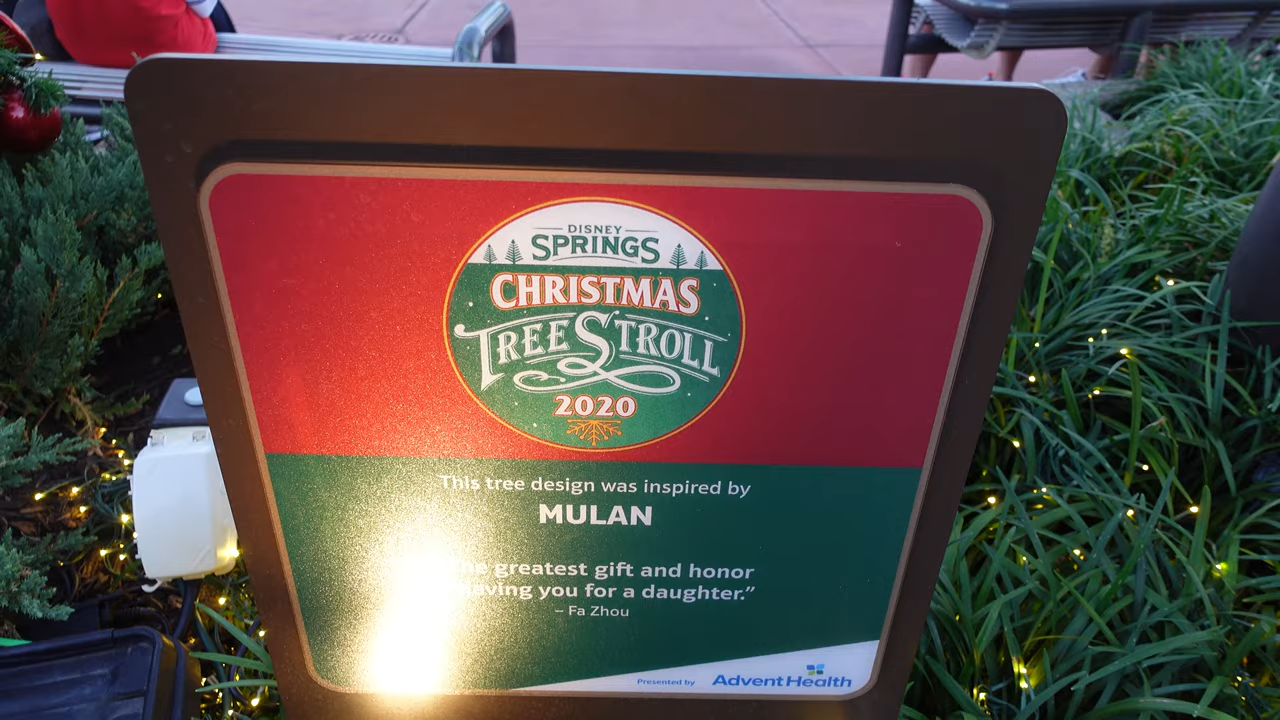 DISNEY
SPRINGS
CHRISTMAS
TREE STROLL
2020
This tree design was inspired by
MULAN
greatest gift and honor
having you for a daughter.”
– Fa Zhou
Presented by AdventHealth